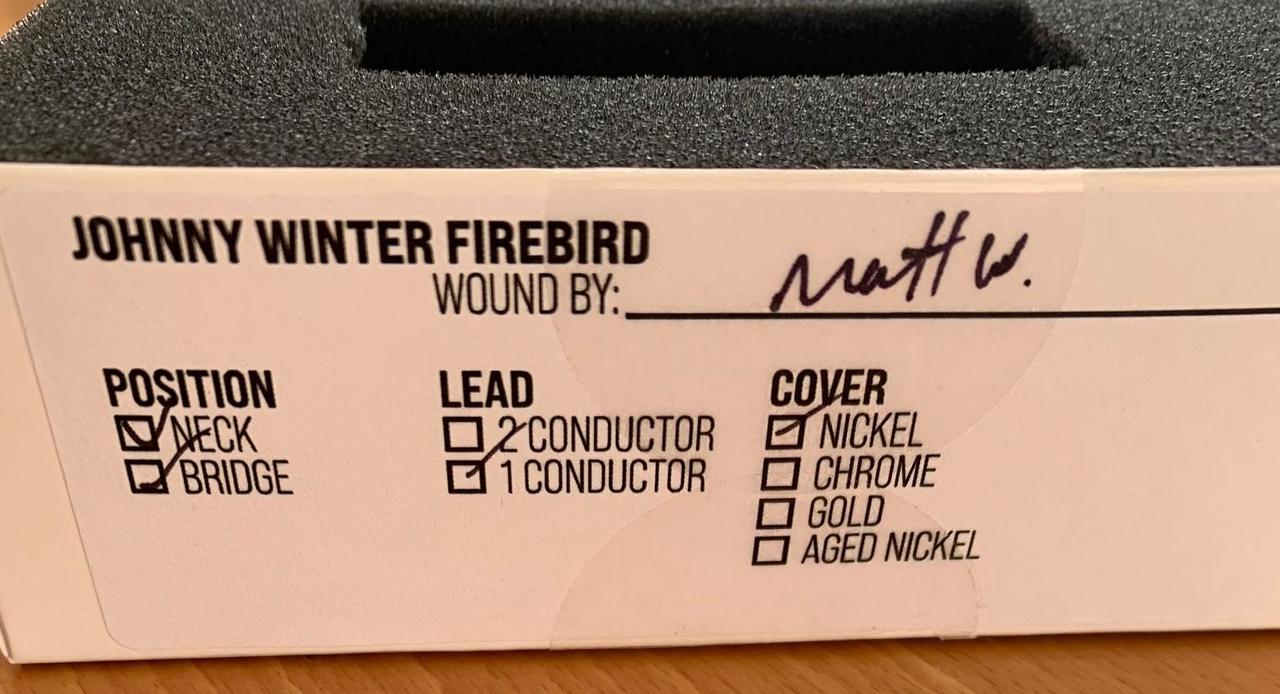 JOHNNY WINTER FIREBIRD
WOUND BY: Matt W.
POSITION
NECK
BRIDGE
LEAD
2 CONDUCTOR
1 CONDUCTOR
COVER
NICKEL
CHROME
GOLD
AGED NICKEL